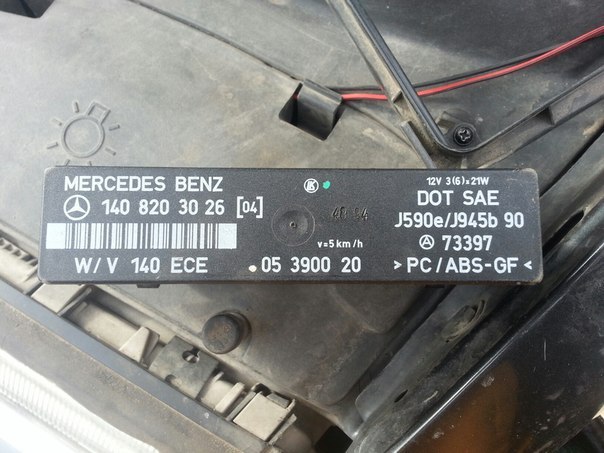 MERCEDES BENZ
140 820 30 26 [04]
W/V 140 ECE
v=5km/h
.05 3900 20
12V 3(6)×21W
DOT SAE
J590e/J945b 90
73397
>PC/ABS-GF<